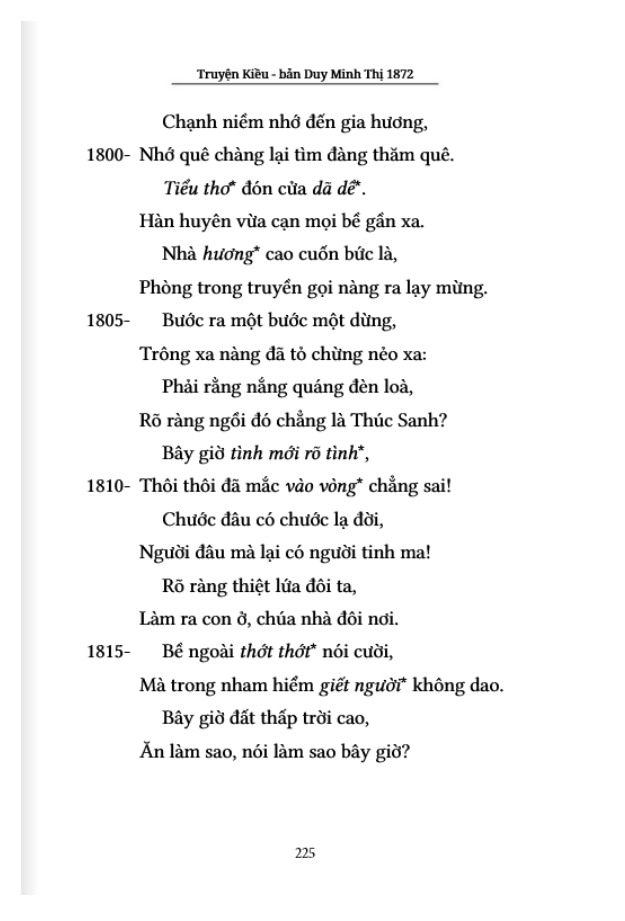 Truyện Kiều - bản Duy Minh Thị 1872
Chạnh niềm nhớ đến gia hương,
1800- Nhớ quê chàng lại tìm đàng thăm quê.
Tiểu thơ* đón cửa dã dề*.
Hàn huyên vừa cạn mọi bề gần xa.
Nhà hương* cao cuốn bức là,
Phòng trong truyền gọi nàng ra lạy mừng.
1805- Bước ra một bước một dừng,
Trông xa nàng đã tỏ chừng nẻo xa:
Phải rằng nắng quáng đèn loà,
Rõ ràng ngồi đó chẳng là Thúc Sanh?
Bây giờ tình mới rõ tình*,
1810- Thôi thôi đã mắc vào vòng* chẳng sai!
Chước đâu có chước lạ đời,
Người đâu mà lại có người tinh ma!
Rõ ràng thiệt lứa đôi ta,
Làm ra con ở, chúa nhà đôi nơi.
1815- Bề ngoài thớt thớt* nói cười,
Mà trong nham hiểm giết người* không dao.
Bây giờ đất thấp trời cao,
Ăn làm sao, nói làm sao bây giờ?
225